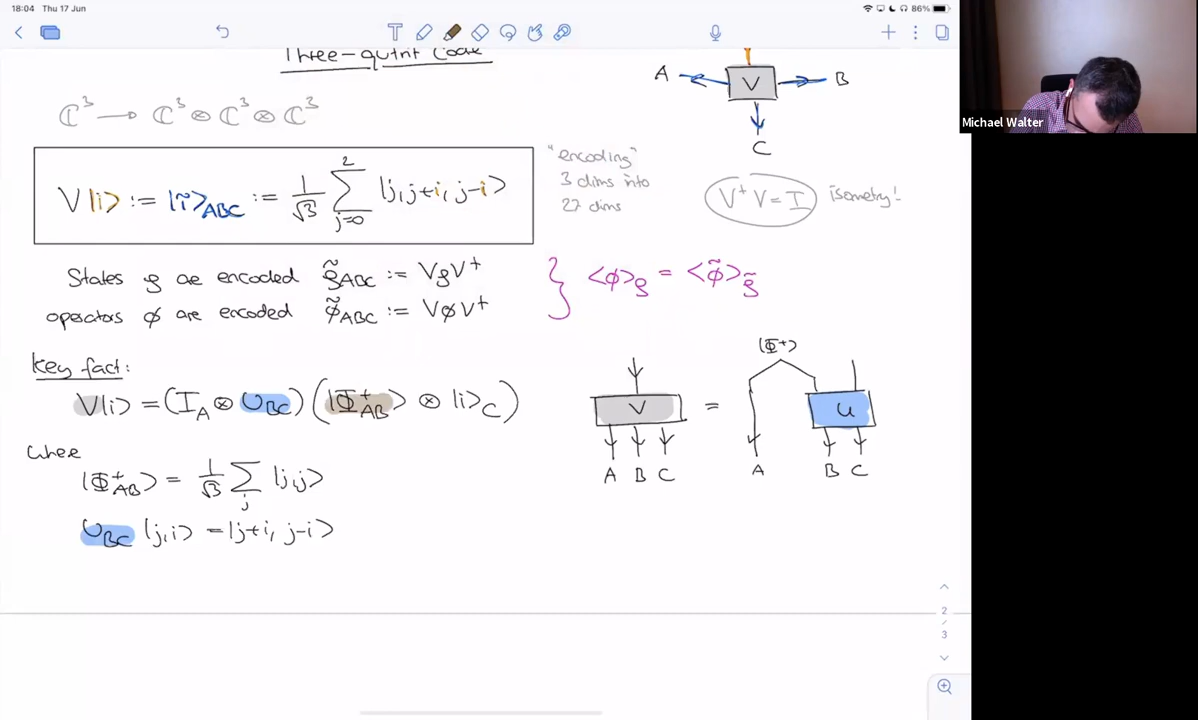 18:04 Thu 17 Jun
86%
Three-qutrit Code
A V B
C
ℂ³ → ℂ³ ⊗ ℂ³ ⊗ ℂ³
V|i> := |ĩ>_ABC := 1/√3 Σ_{j=0}^{2} |j, j+i, j-i>
"encoding"
3 dims into
27 dims
V†V = I isometry!
States ρ are encoded ρ̃_ABC := VρV†
operators φ are encoded φ̃_ABC := VφV†
} <φ>_ρ = <φ̃>_ρ̃
Key fact:
V|i> = (I_A ⊗ U_BC) (|Φ⁺_AB> ⊗ |i>_C)
|Φ⁺>
V = U
A B C A B C
where
|Φ⁺_AB> = 1/√3 Σ_j |j,j>
U_BC |j,i> = |j+i, j-i>
2
/
3
Michael Walter